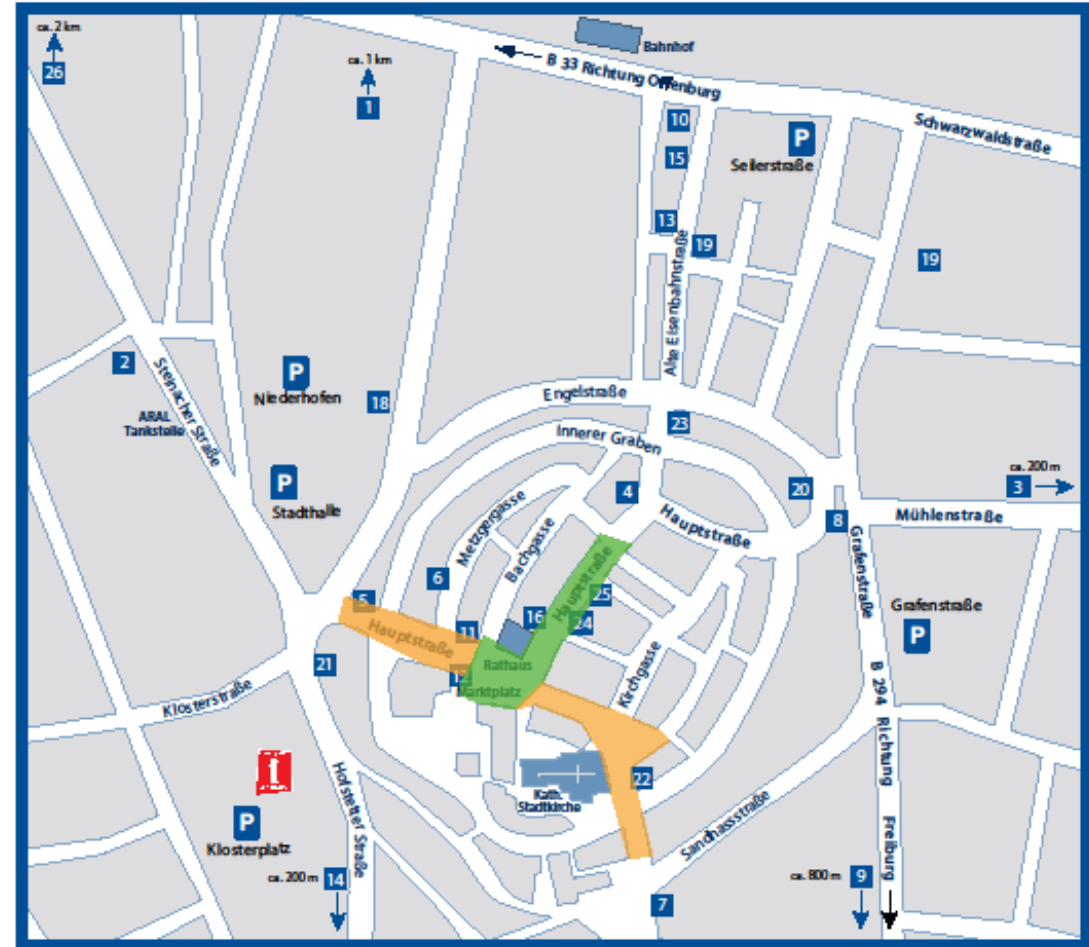 ca. 2 km
26
ca. 1 km
1
Bahnhof
B 33 Richtung Offenburg
10
P
Seilerstraße
Schwarzwaldstraße
15
13
19
19
Alte Eisenbahnstraße
2
Steinacher Straße
P
Niederhofen
18
ARAL
Tankstelle
Engelstraße
23
Innerer Graben
P
Stadthalle
4
20
ca. 200 m
3
8
Mühlenstraße
Metzgergasse
Bachgasse
Hauptstraße
Grafenstraße
6
5
Hauptstraße
25
Grafenstraße
P
16
24
11
Hauptstraße
Rathaus
12
Marktplatz
Kirchgasse
21
Klosterstraße
B 294 Richtung Freiburg
i
22
Kath.
Stadtkirche
Hofstetter Straße
P
Klosterplatz
Sandhasstraße
ca. 200 m
14
ca. 800 m
9
7